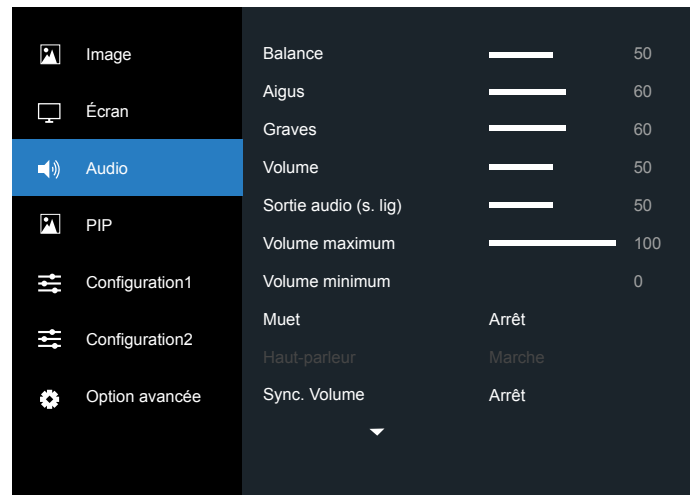 Image
Écran
Audio
PIP
Configuration1
Configuration2
Option avancée
Balance 50
Aigus 60
Graves 60
Volume 50
Sortie audio (s. lig) 50
Volume maximum 100
Volume minimum 0
Muet Arrêt
Haut-parleur Marche
Sync. Volume Arrêt